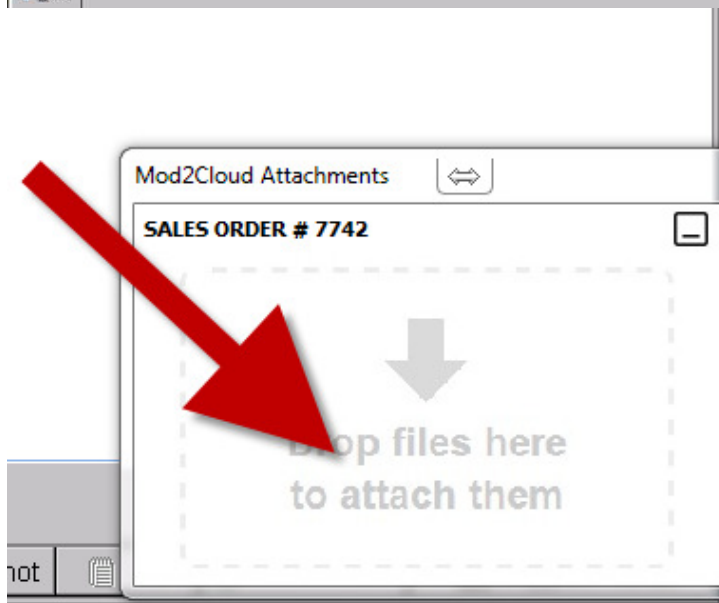 Mod2Cloud Attachments
SALES ORDER # 7742
files here
to attach them